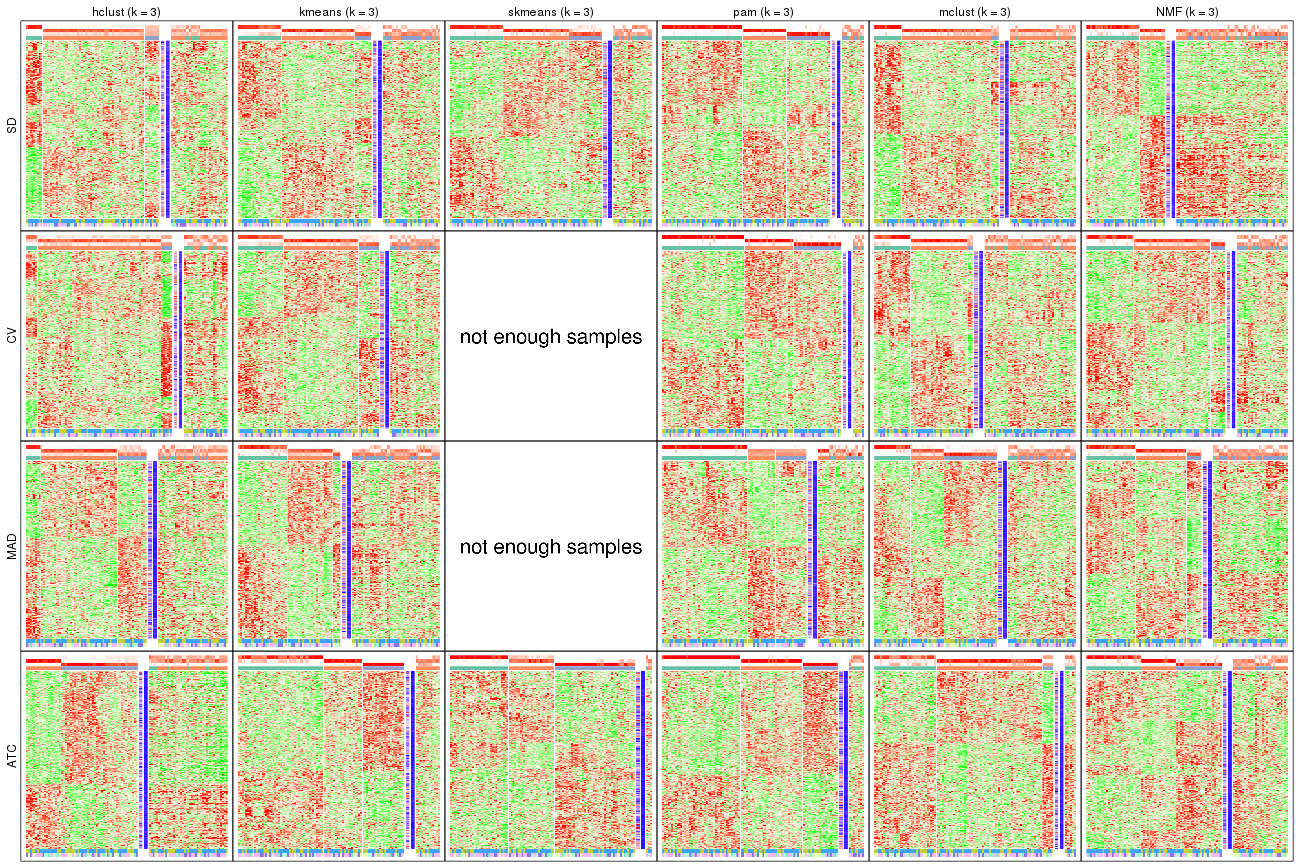 hclust (k = 3)
kmeans (k = 3)
skmeans (k = 3)
pam (k = 3)
mclust (k = 3)
NMF (k = 3)
SD
CV
not enough samples
MAD
not enough samples
ATC